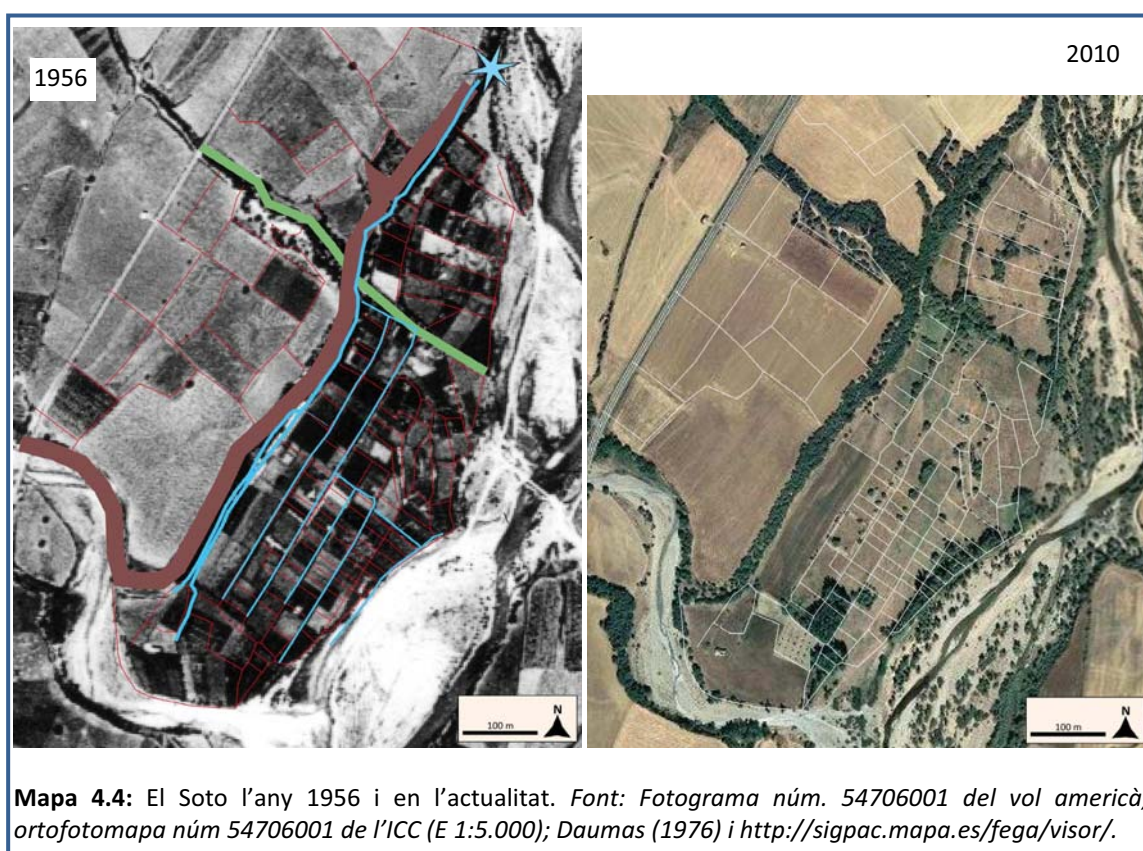 1956
2010
N
100 m
N
100 m
Mapa 4.4: El Soto l'any 1956 i en l'actualitat. Font: Fotograma núm. 54706001 del vol americà,
ortofotomapa núm 54706001 de l'ICC (E 1:5.000); Daumas (1976) i http://sigpac.mapa.es/fega/visor/.